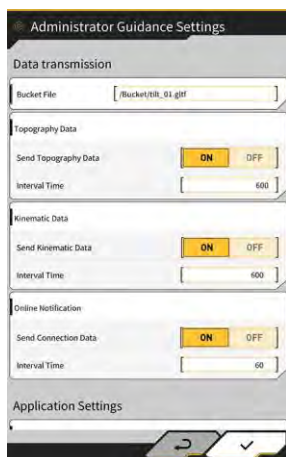 Administrator Guidance Settings
Data transmission
Bucket File [ /Bucket/tilt_01.gltf ]
Topography Data
Send Topography Data ON OFF
Interval Time [ 600 ]
Kinematic Data
Send Kinematic Data ON OFF
Interval Time [ 600 ]
Online Notification
Send Connection Data ON OFF
Interval Time [ 60 ]
Application Settings